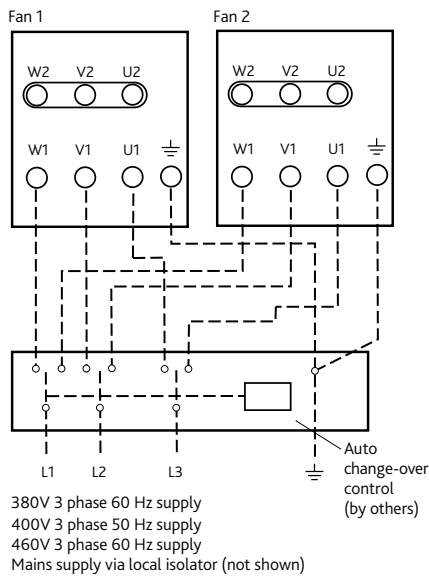 Fan 1
Fan 2
W2 V2 U2
W2 V2 U2
W1 V1 U1
W1 V1 U1
L1 L2 L3
Auto
change-over
control
(by others)
380V 3 phase 60 Hz supply
400V 3 phase 50 Hz supply
460V 3 phase 60 Hz supply
Mains supply via local isolator (not shown)